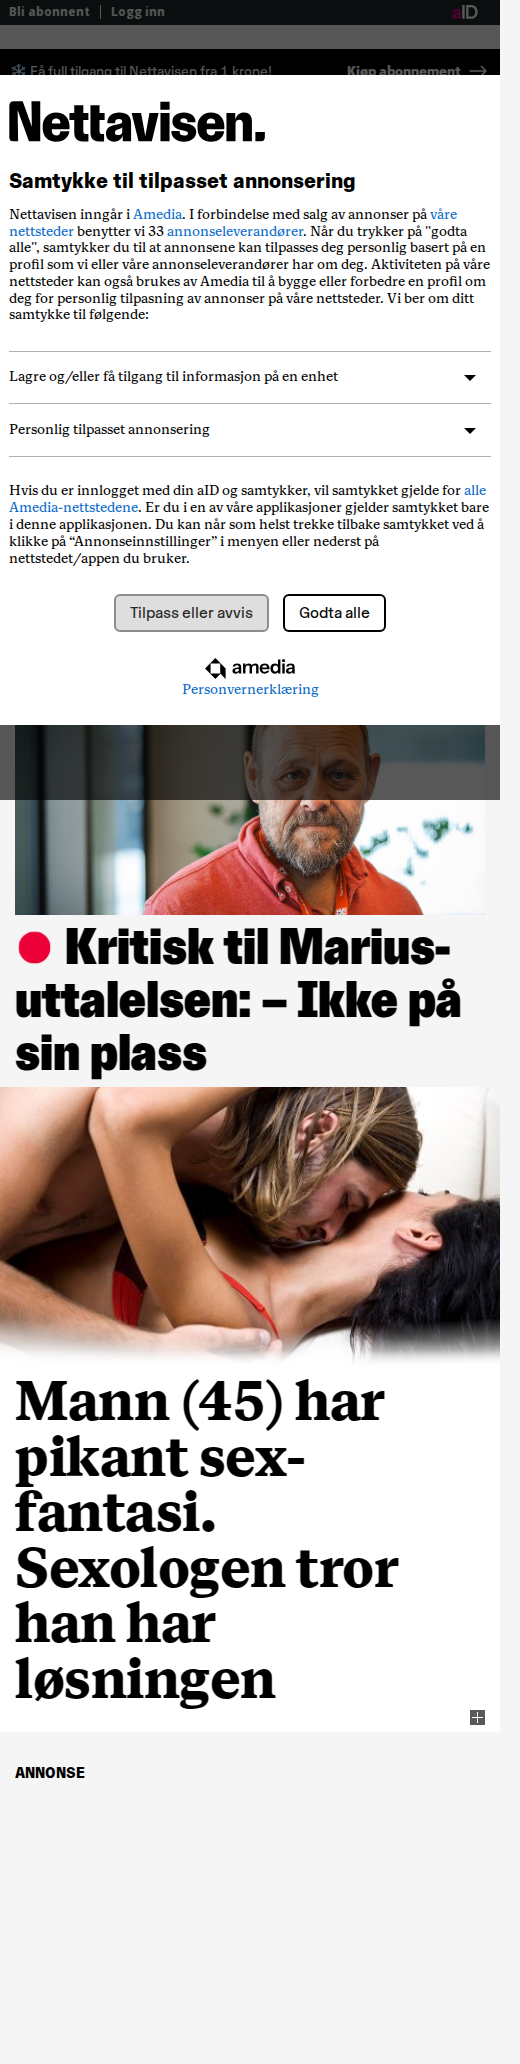 Bli abonnent
Logg inn
aID
Få full tilgang til Nettavisen fra 1 krone!
Kjøp abonnement
Nettavisen.
Samtykke til tilpasset annonsering
Nettavisen inngår i Amedia. I forbindelse med salg av annonser på våre
nettsteder benytter vi 33 annonseleverandører. Når du trykker på "godta
alle", samtykker du til at annonsene kan tilpasses deg personlig basert på en
profil som vi eller våre annonseleverandører har om deg. Aktiviteten på våre
nettsteder kan også brukes av Amedia til å bygge eller forbedre en profil om
deg for personlig tilpasning av annonser på våre nettsteder. Vi ber om ditt
samtykke til følgende:
Lagre og/eller få tilgang til informasjon på en enhet
Personlig tilpasset annonsering
Hvis du er innlogget med din aID og samtykker, vil samtykket gjelde for alle
Amedia-nettstedene. Er du i en av våre applikasjoner gjelder samtykket bare
i denne applikasjonen. Du kan når som helst trekke tilbake samtykket ved å
klikke på “Annonseinnstillinger” i menyen eller nederst på
nettstedet/appen du bruker.
Tilpass eller avvis
Godta alle
amedia
Personvernerklæring
Kritisk til Marius-
uttalelsen: – Ikke på
sin plass
Mann (45) har
pikant sex-
fantasi.
Sexologen tror
han har
løsningen
ANNONSE